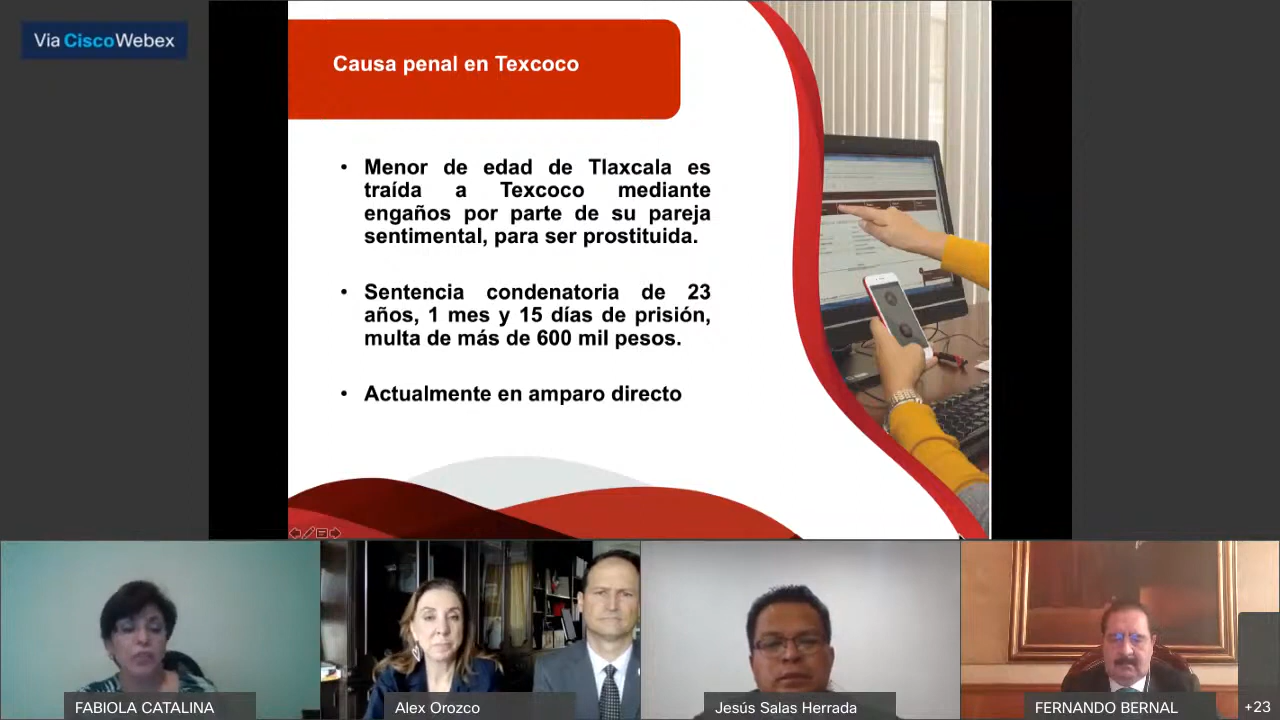 Vía CiscoWebex
Causa penal en Texcoco
• Menor de edad de Tlaxcala es
traída a Texcoco mediante
engaños por parte de su pareja
sentimental, para ser prostituida.
• Sentencia condenatoria de 23
años, 1 mes y 15 días de prisión,
multa de más de 600 mil pesos.
• Actualmente en amparo directo
FABIOLA CATALINA
Alex Orozco
Jesús Salas Herrada
FERNANDO BERNAL
+23